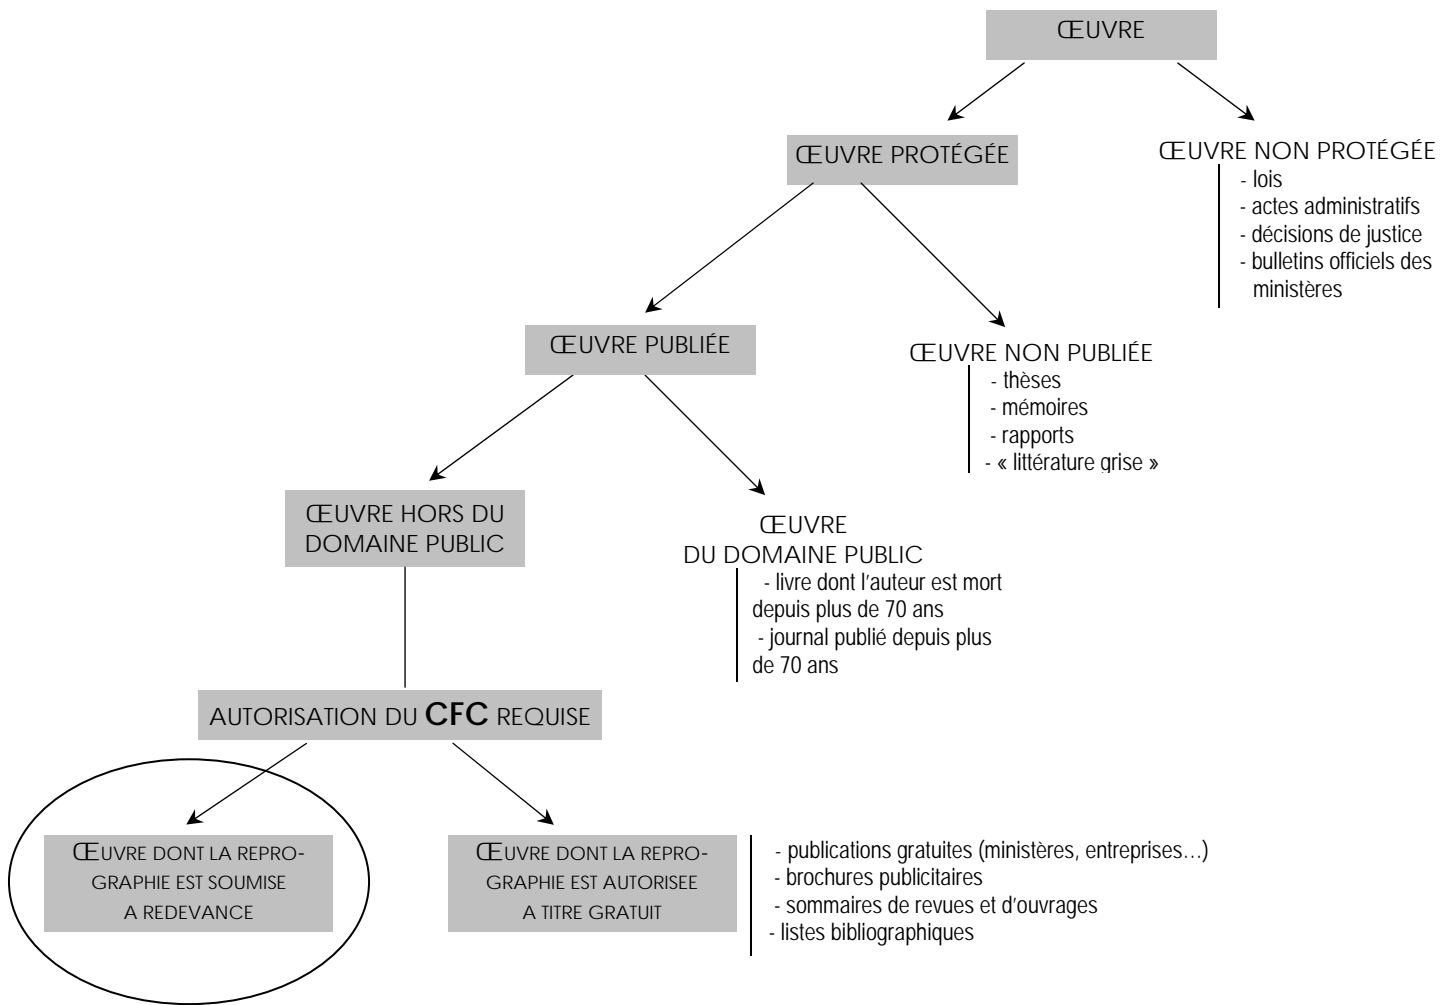 ŒUVRE
ŒUVRE PROTÉGÉE
ŒUVRE NON PROTÉGÉE
- lois
- actes administratifs
- décisions de justice
- bulletins officiels des
ministères
ŒUVRE PUBLIÉE
ŒUVRE NON PUBLIÉE
- thèses
- mémoires
- rapports
- « littérature grise »
ŒUVRE HORS DU
DOMAINE PUBLIC
ŒUVRE
DU DOMAINE PUBLIC
- livre dont l'auteur est mort
depuis plus de 70 ans
- journal publié depuis plus
de 70 ans
AUTORISATION DU CFC REQUISE
ŒUVRE DONT LA REPRO-
GRAPHIE EST SOUMISE
A REDEVANCE
ŒUVRE DONT LA REPRO-
GRAPHIE EST AUTORISEE
A TITRE GRATUIT
- publications gratuites (ministères, entreprises…)
- brochures publicitaires
- sommaires de revues et d'ouvrages
- listes bibliographiques